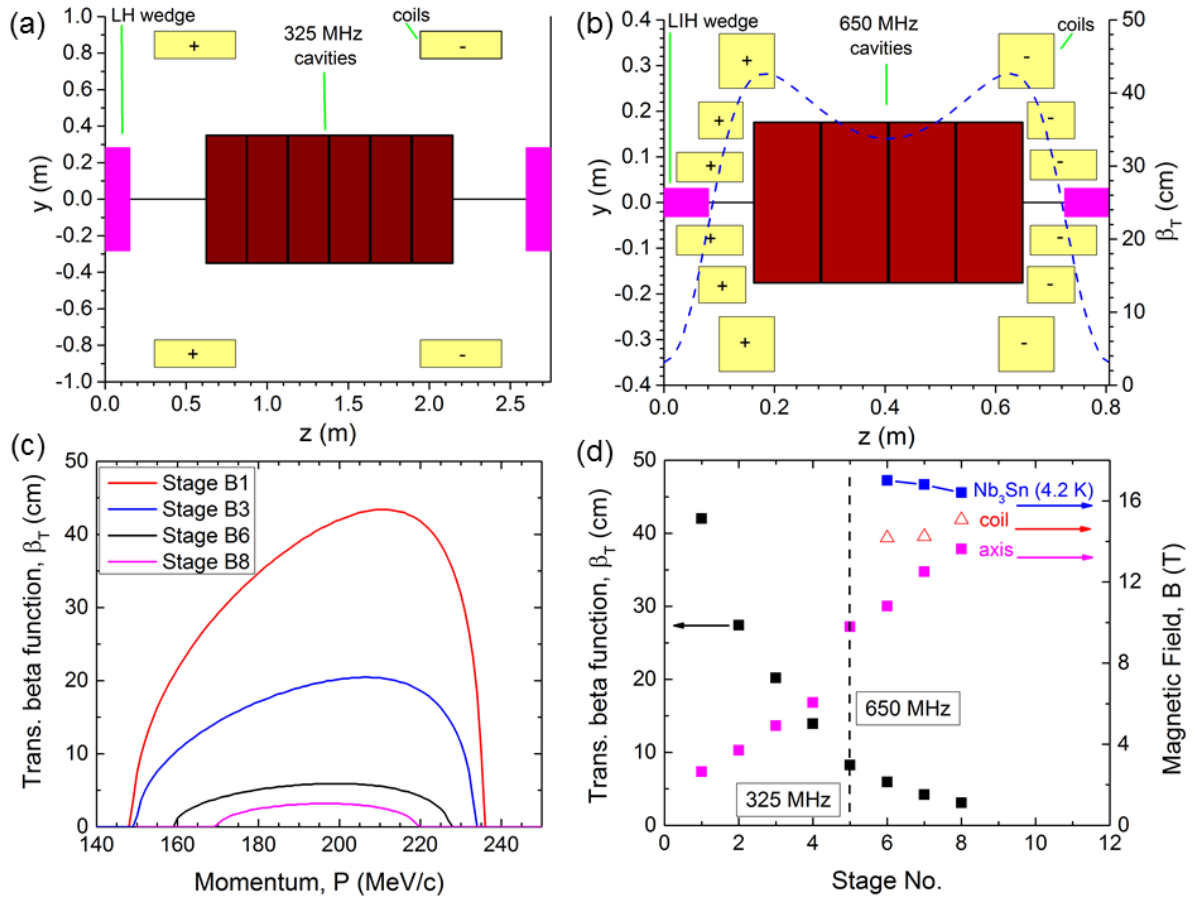 (a)
LH wedge
coils
325 MHz
cavities
+
-
+
-
1.0
0.8
0.6
0.4
0.2
0.0
-0.2
-0.4
-0.6
-0.8
-1.0
y (m)
0.0 0.5 1.0 1.5 2.0 2.5
z (m)
(b)
LIH wedge
650 MHz
cavities
coils
+
-
+
-
+
-
+
-
+
-
+
-
0.4
0.3
0.2
0.1
0.0
-0.1
-0.2
-0.3
-0.4
y (m)
50
40
30
20
10
0
β_T (cm)
0.0 0.2 0.4 0.6 0.8
z (m)
(c)
Stage B1
Stage B3
Stage B6
Stage B8
50
40
30
20
10
0
Trans. beta function, β_T (cm)
140 160 180 200 220 240
Momentum, P (MeV/c)
(d)
Nb₃Sn (4.2 K)
coil
axis
650 MHz
325 MHz
50
40
30
20
10
0
Trans. beta function, β_T (cm)
16
12
8
4
0
Magnetic Field, B (T)
0 2 4 6 8 10 12
Stage No.